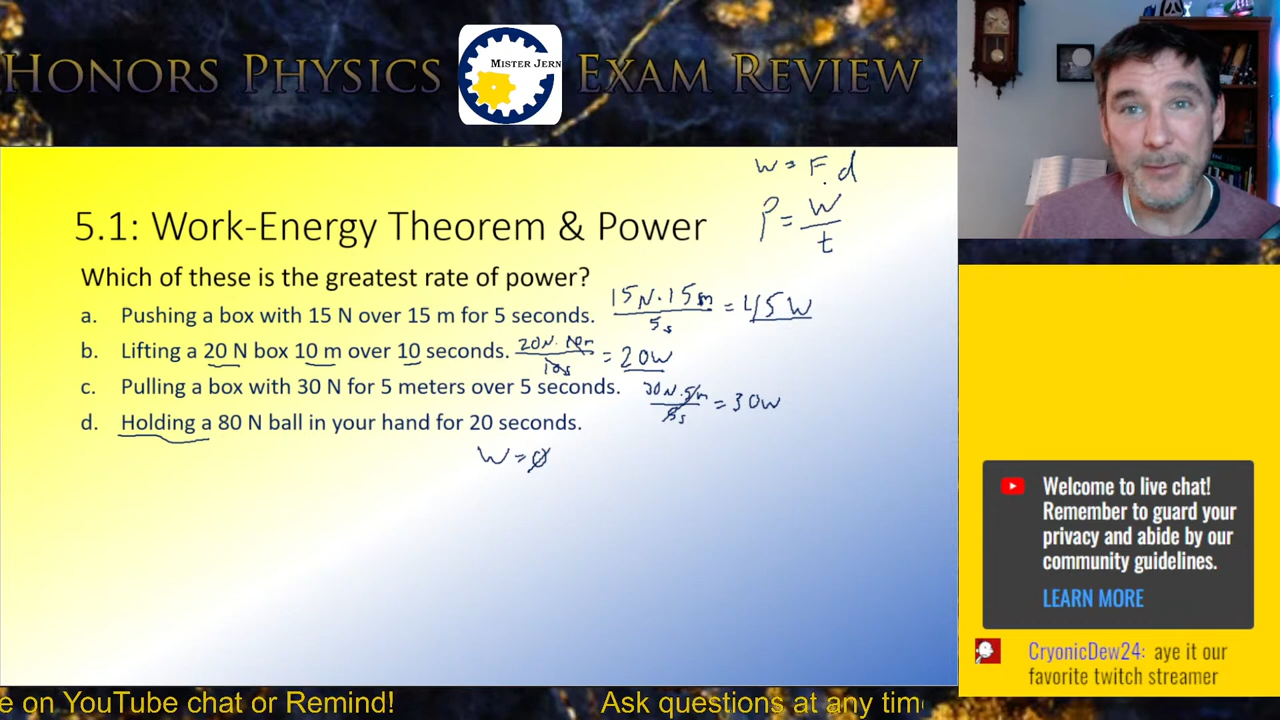 HONORS PHYSICS MISTER JERN EXAM REVIEW
W = F · d
P = W / t
5.1: Work-Energy Theorem & Power
Which of these is the greatest rate of power?
a. Pushing a box with 15 N over 15 m for 5 seconds. 15N·15m / 5s = 45W
b. Lifting a 20 N box 10 m over 10 seconds. 20N·10m / 10s = 20W
c. Pulling a box with 30 N for 5 meters over 5 seconds. 30N·5m / 5s = 30W
d. Holding a 80 N ball in your hand for 20 seconds.
W = ∅
Welcome to live chat!
Remember to guard your
privacy and abide by our
community guidelines.
LEARN MORE
CryonicDew24: aye it our
favorite twitch streamer
e on YouTube chat or Remind! Ask questions at any tim